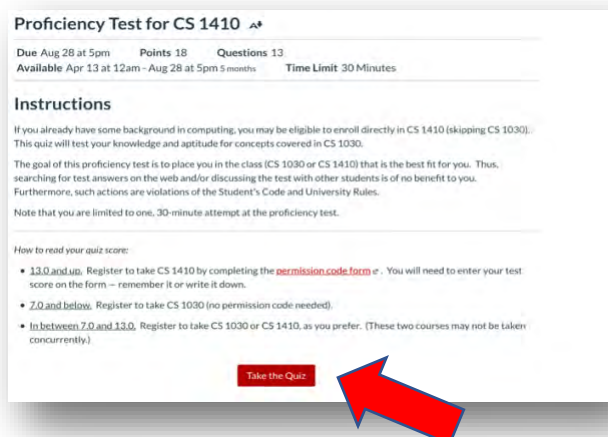 Proficiency Test for CS 1410
Due Aug 28 at 5pm Points 18 Questions 13
Available Apr 13 at 12am - Aug 28 at 5pm 5 months Time Limit 30 Minutes
Instructions
If you already have some background in computing, you may be eligible to enroll directly in CS 1410 (skipping CS 1030).
This quiz will test your knowledge and aptitude for concepts covered in CS 1030.
The goal of this proficiency test is to place you in the class (CS 1030 or CS 1410) that is the best fit for you. Thus,
searching for test answers on the web and/or discussing the test with other students is of no benefit to you.
Furthermore, such actions are violations of the Student's Code and University Rules.
Note that you are limited to one, 30-minute attempt at the proficiency test.
How to read your quiz score:
• 13.0 and up. Register to take CS 1410 by completing the permission code form. You will need to enter your test
score on the form — remember it or write it down.
• 7.0 and below. Register to take CS 1030 (no permission code needed).
• In between 7.0 and 13.0. Register to take CS 1030 or CS 1410, as you prefer. (These two courses may not be taken
concurrently.)
Take the Quiz